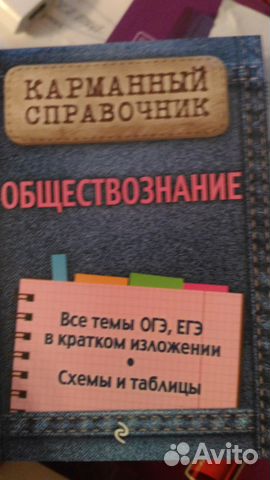 КАРМАННЫЙ
СПРАВОЧНИК
ОБЩЕСТВОЗНАНИЕ
Все темы ОГЭ, ЕГЭ
в кратком изложении
•
Схемы и таблицы
Avito